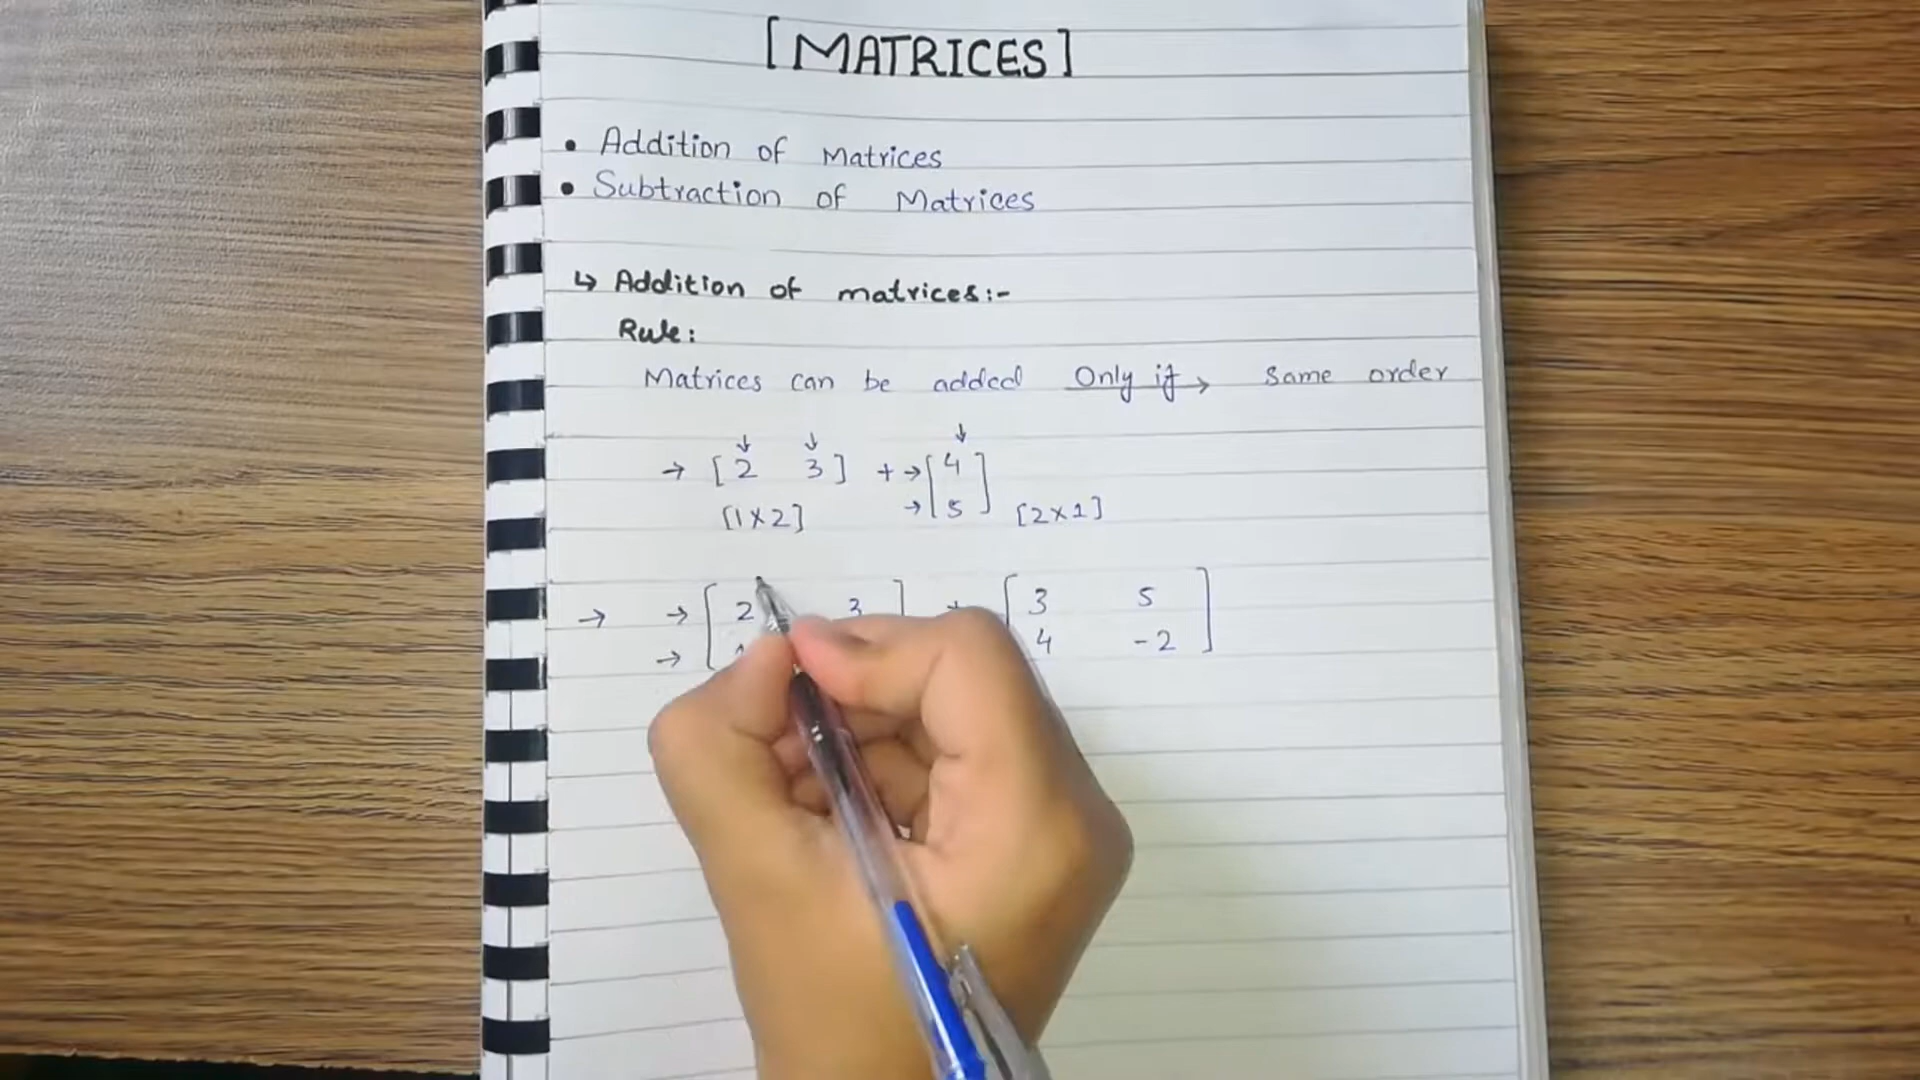 [MATRICES]
• Addition of Matrices
• Subtraction of Matrices
↳ Addition of matrices:-
Rule:
Matrices can be added Only if → Same order
→ [2 3] + → [4
→ 5]
[1×2] [2×1]
→ → [2 3] + [3 5]
→ 4 -2